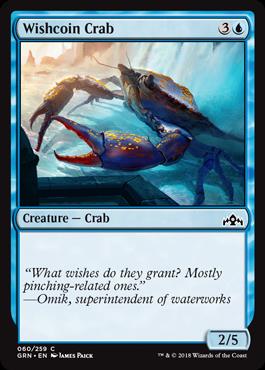 Wishcoin Crab 3
Creature — Crab
“What wishes do they grant? Mostly
pinching-related ones.”
—Omik, superintendent of waterworks
2/5
060/259 C
GRN • EN James Paick
™ & © 2018 Wizards of the Coast